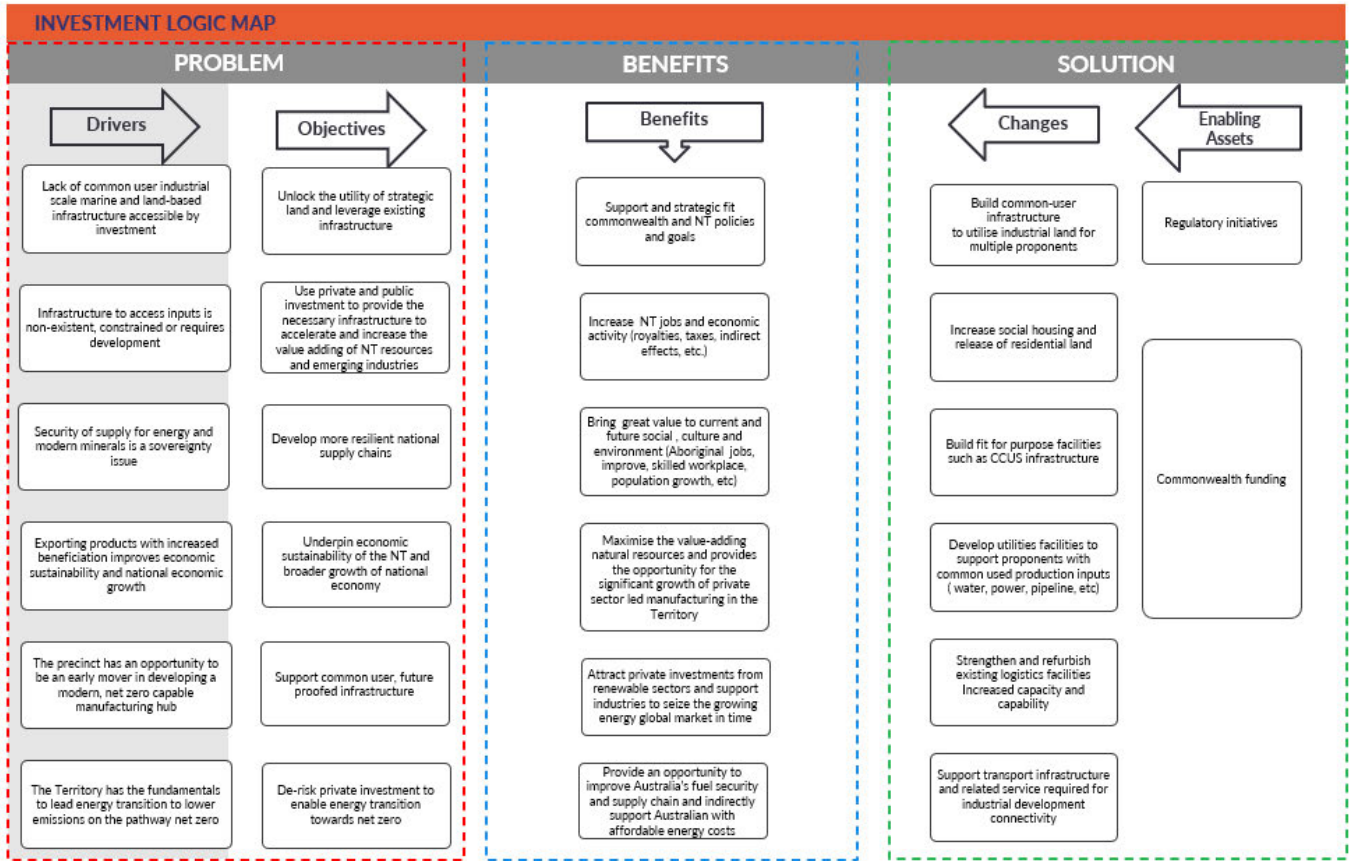 INVESTMENT LOGIC MAP
PROBLEM
BENEFITS
SOLUTION
Drivers
Objectives
Benefits
Changes
Enabling
Assets
Lack of common user industrial
scale marine and land-based
infrastructure accessible by
investment
Infrastructure to access inputs is
non-existent, constrained or requires
development
Security of supply for energy and
modern minerals is a sovereignty
issue
Exporting products with increased
beneficiation improves economic
sustainability and national economic
growth
The precinct has an opportunity to
be an early mover in developing a
modern, net zero capable
manufacturing hub
The Territory has the fundamentals
to lead energy transition to lower
emissions on the pathway net zero
Unlock the utility of strategic
land and leverage existing
infrastructure
Use private and public
investment to provide the
necessary infrastructure to
accelerate and increase the
value adding of NT resources
and emerging industries
Develop more resilient national
supply chains
Underpin economic
sustainability of the NT and
broader growth of national
economy
Support common user, future
proofed infrastructure
De-risk private investment to
enable energy transition
towards net zero
Support and strategic fit
commonwealth and NT policies
and goals
Increase NT jobs and economic
activity (royalties, taxes, indirect
effects, etc.)
Bring great value to current and
future social , culture and
environment (Aboriginal jobs,
improve, skilled workplace,
population growth, etc)
Maximise the value-adding
natural resources and provides
the opportunity for the
significant growth of private
sector led manufacturing in the
Territory
Attract private investments from
renewable sectors and support
industries to seize the growing
energy global market in time
Provide an opportunity to
improve Australia's fuel security
and supply chain and indirectly
support Australian with
affordable energy costs
Build common-user
infrastructure
to utilise industrial land for
multiple proponents
Increase social housing and
release of residential land
Build fit for purpose facilities
such as CCUS infrastructure
Develop utilities facilities to
support proponents with
common used production inputs
( water, power, pipeline, etc)
Strengthen and refurbish
existing logistics facilities
Increased capacity and
capability
Support transport infrastructure
and related service required for
industrial development
connectivity
Regulatory initiatives
Commonwealth funding